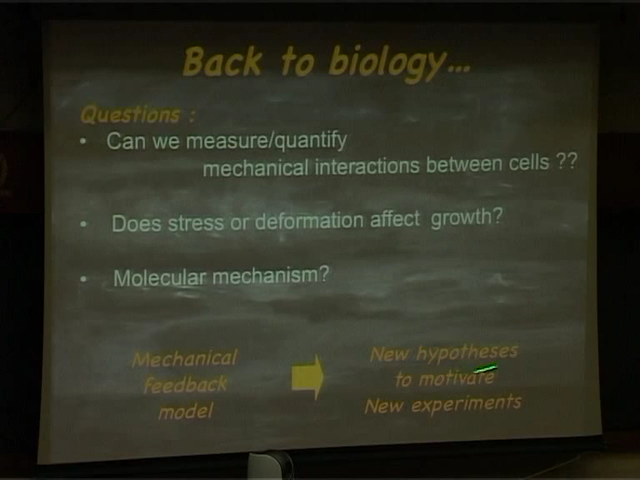 Back to biology...
Questions :
• Can we measure/quantify
mechanical interactions between cells ??
• Does stress or deformation affect growth?
• Molecular mechanism?
Mechanical
feedback
model
New hypotheses
to motivate
New experiments